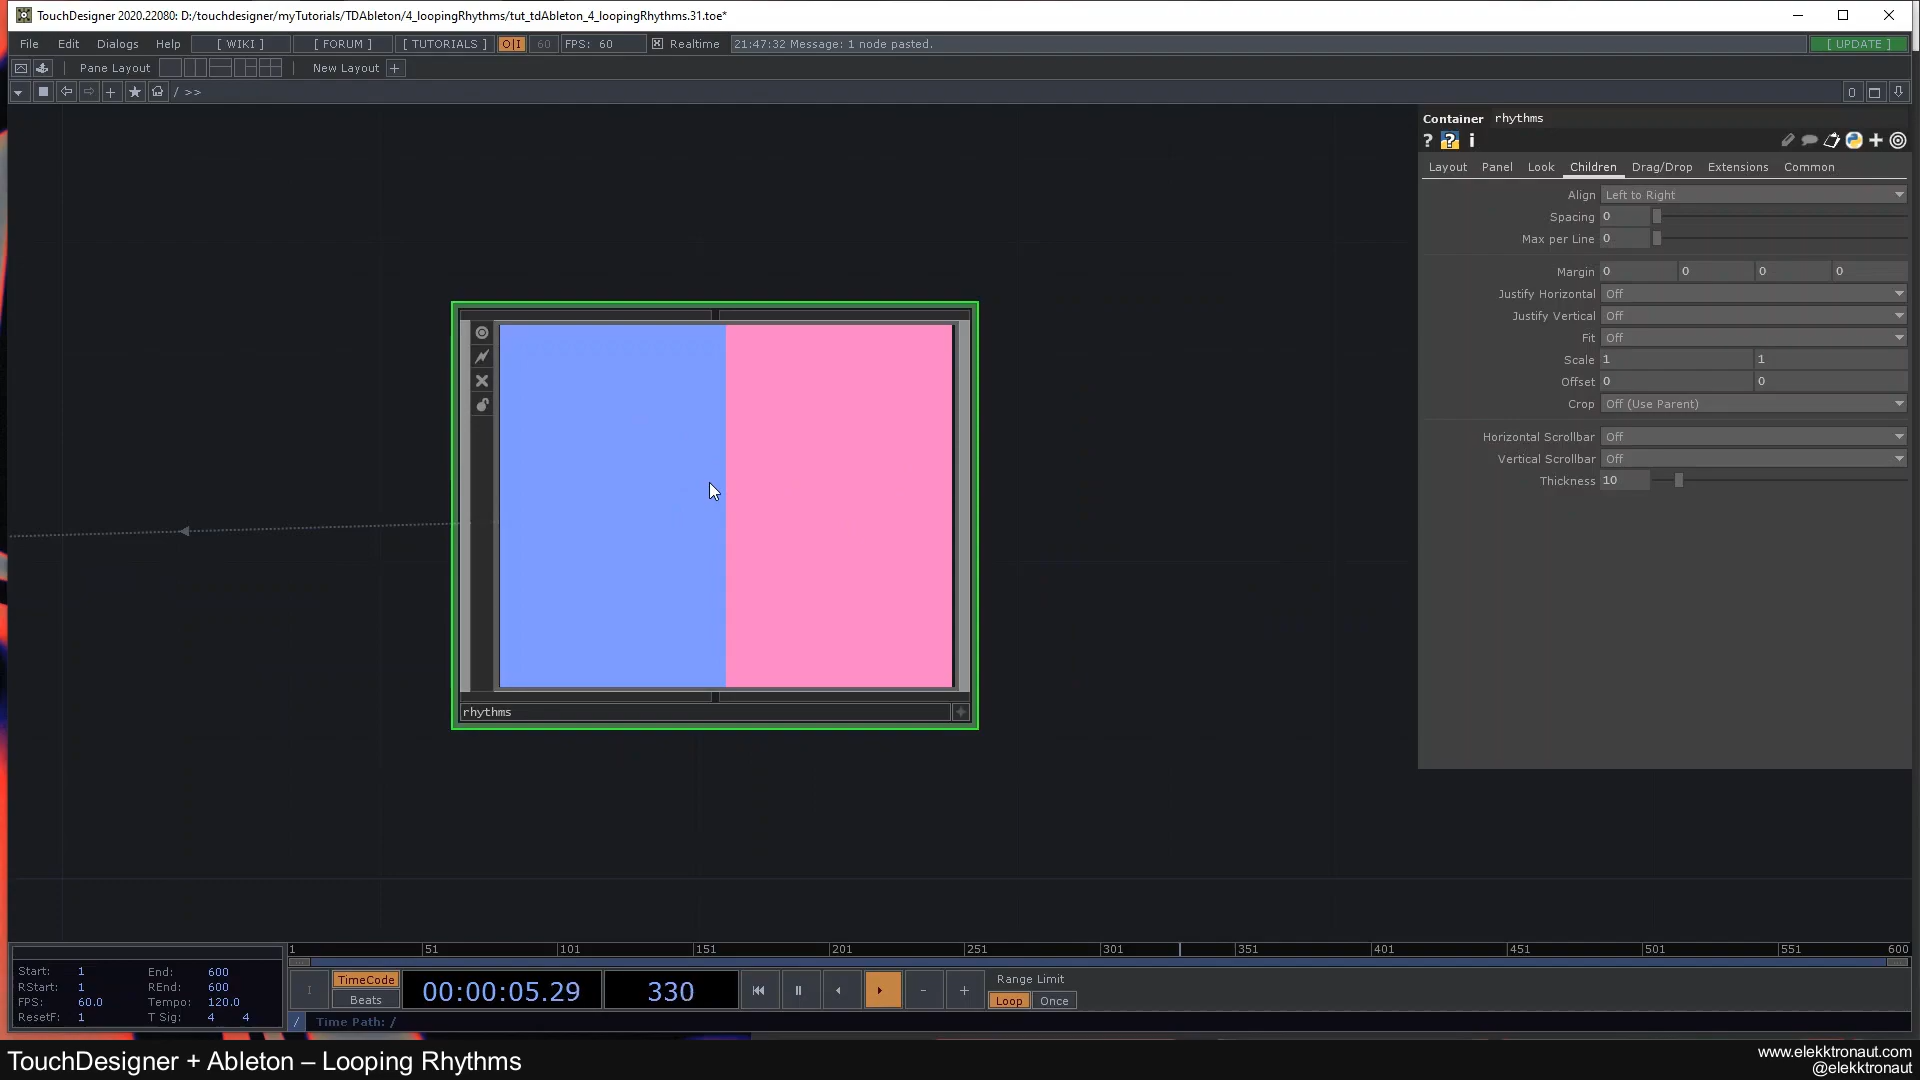 TouchDesigner 2020.22080: D:/touchdesigner/myTutorials/TDAbleton/4_loopingRhythms/tut_tdAbleton_4_loopingRhythms.31.toe*
File Edit Dialogs Help [ WIKI ] [ FORUM ] [ TUTORIALS ] O|I 60 FPS: 60 Realtime 21:47:32 Message: 1 node pasted. [ UPDATE ]
Pane Layout New Layout +
/ >> 0
Container rhythms
? ? i
Layout Panel Look Children Drag/Drop Extensions Common
Align Left to Right
Spacing 0
Max per Line 0
Margin 0 0 0 0
Justify Horizontal Off
Justify Vertical Off
Fit Off
Scale 1 1
Offset 0 0
Crop Off (Use Parent)
Horizontal Scrollbar Off
Vertical Scrollbar Off
Thickness 10
rhythms
1 51 101 151 201 251 301 351 401 451 501 551 600
Start: 1 End: 600
RStart: 1 REnd: 600
FPS: 60.0 Tempo: 120.0
ResetF: 1 T Sig: 4 4
TimeCode
Beats
00:00:05.29 330
Range Limit
Loop Once
/ Time Path: /
TouchDesigner + Ableton – Looping Rhythms
www.elekktronaut.com
@elekktronaut